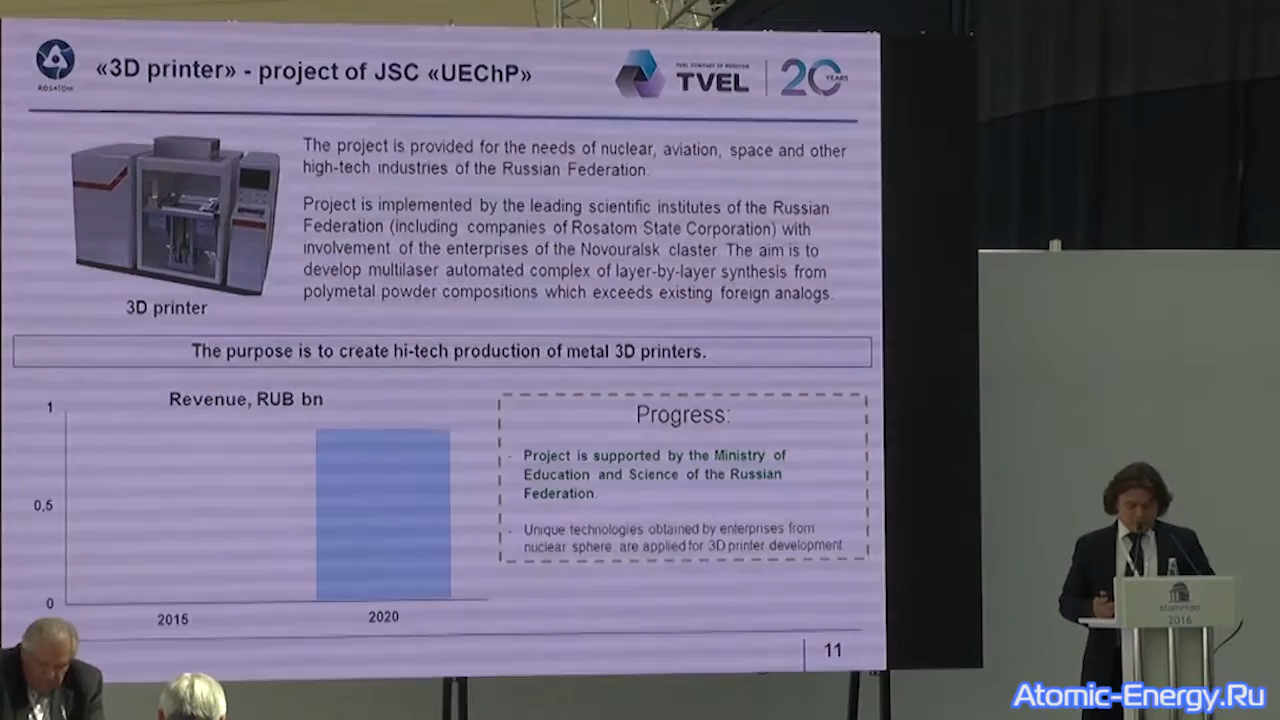 ROSATOM
«3D printer» - project of JSC «UEChP»
TVEL COMPANY OF ROSATOM
TVEL
20 YEARS
The project is provided for the needs of nuclear, aviation, space and other
high-tech industries of the Russian Federation.
Project is implemented by the leading scientific institutes of the Russian
Federation (including companies of Rosatom State Corporation) with
involvement of the enterprises of the Novouralsk claster. The aim is to
develop multilaser automated complex of layer-by-layer synthesis from
polymetal powder compositions which exceeds existing foreign analogs.
3D printer
The purpose is to create hi-tech production of metal 3D printers.
Revenue, RUB bn
1
0,5
0
2015
2020
Progress:
- Project is supported by the Ministry of
Education and Science of the Russian
Federation.
- Unique technologies obtained by enterprises from
nuclear sphere are applied for 3D printer development
11
2016
Atomic-Energy.Ru